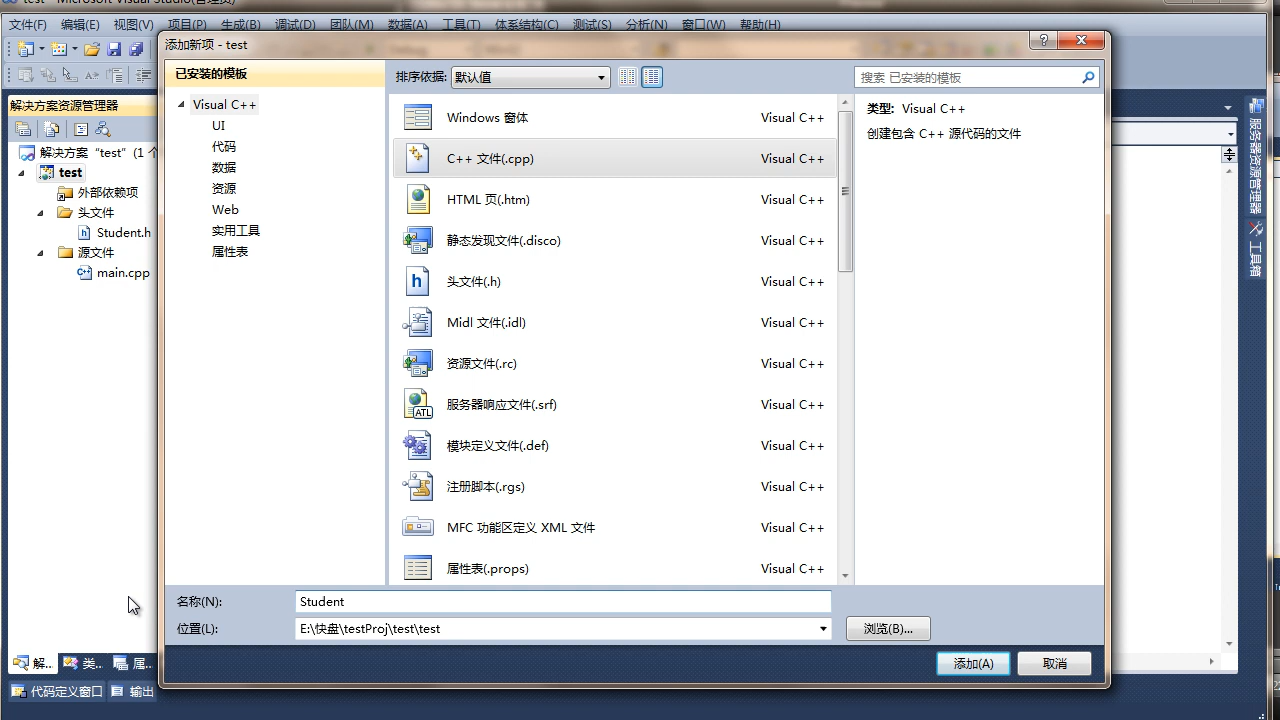 test - Microsoft Visual Studio(管理员)
文件(F) 编辑(E) 视图(V) 项目(P) 生成(B) 调试(D) 团队(M) 数据(A) 工具(T) 体系结构(C) 测试(S) 分析(N) 窗口(W) 帮助(H)
添加新项 - test
已安装的模板
排序依据: 默认值
搜索 已安装的模板
Visual C++
UI
代码
数据
资源
Web
实用工具
属性表
Windows 窗体 Visual C++
C++ 文件(.cpp) Visual C++
HTML 页(.htm) Visual C++
静态发现文件(.disco) Visual C++
头文件(.h) Visual C++
Midl 文件(.idl) Visual C++
资源文件(.rc) Visual C++
服务器响应文件(.srf) Visual C++
ATL
模块定义文件(.def) Visual C++
注册脚本(.rgs) Visual C++
MFC 功能区定义 XML 文件 Visual C++
属性表(.props) Visual C++
类型: Visual C++
创建包含 C++ 源代码的文件
名称(N): Student
位置(L): E:\快盘\testProj\test\test
浏览(B)...
添加(A) 取消
解决方案资源管理器
解决方案 "test" (1 个
test
外部依赖项
头文件
Student.h
源文件
main.cpp
解... 类... 属...
代码定义窗口 输出
服务器资源管理器
工具箱